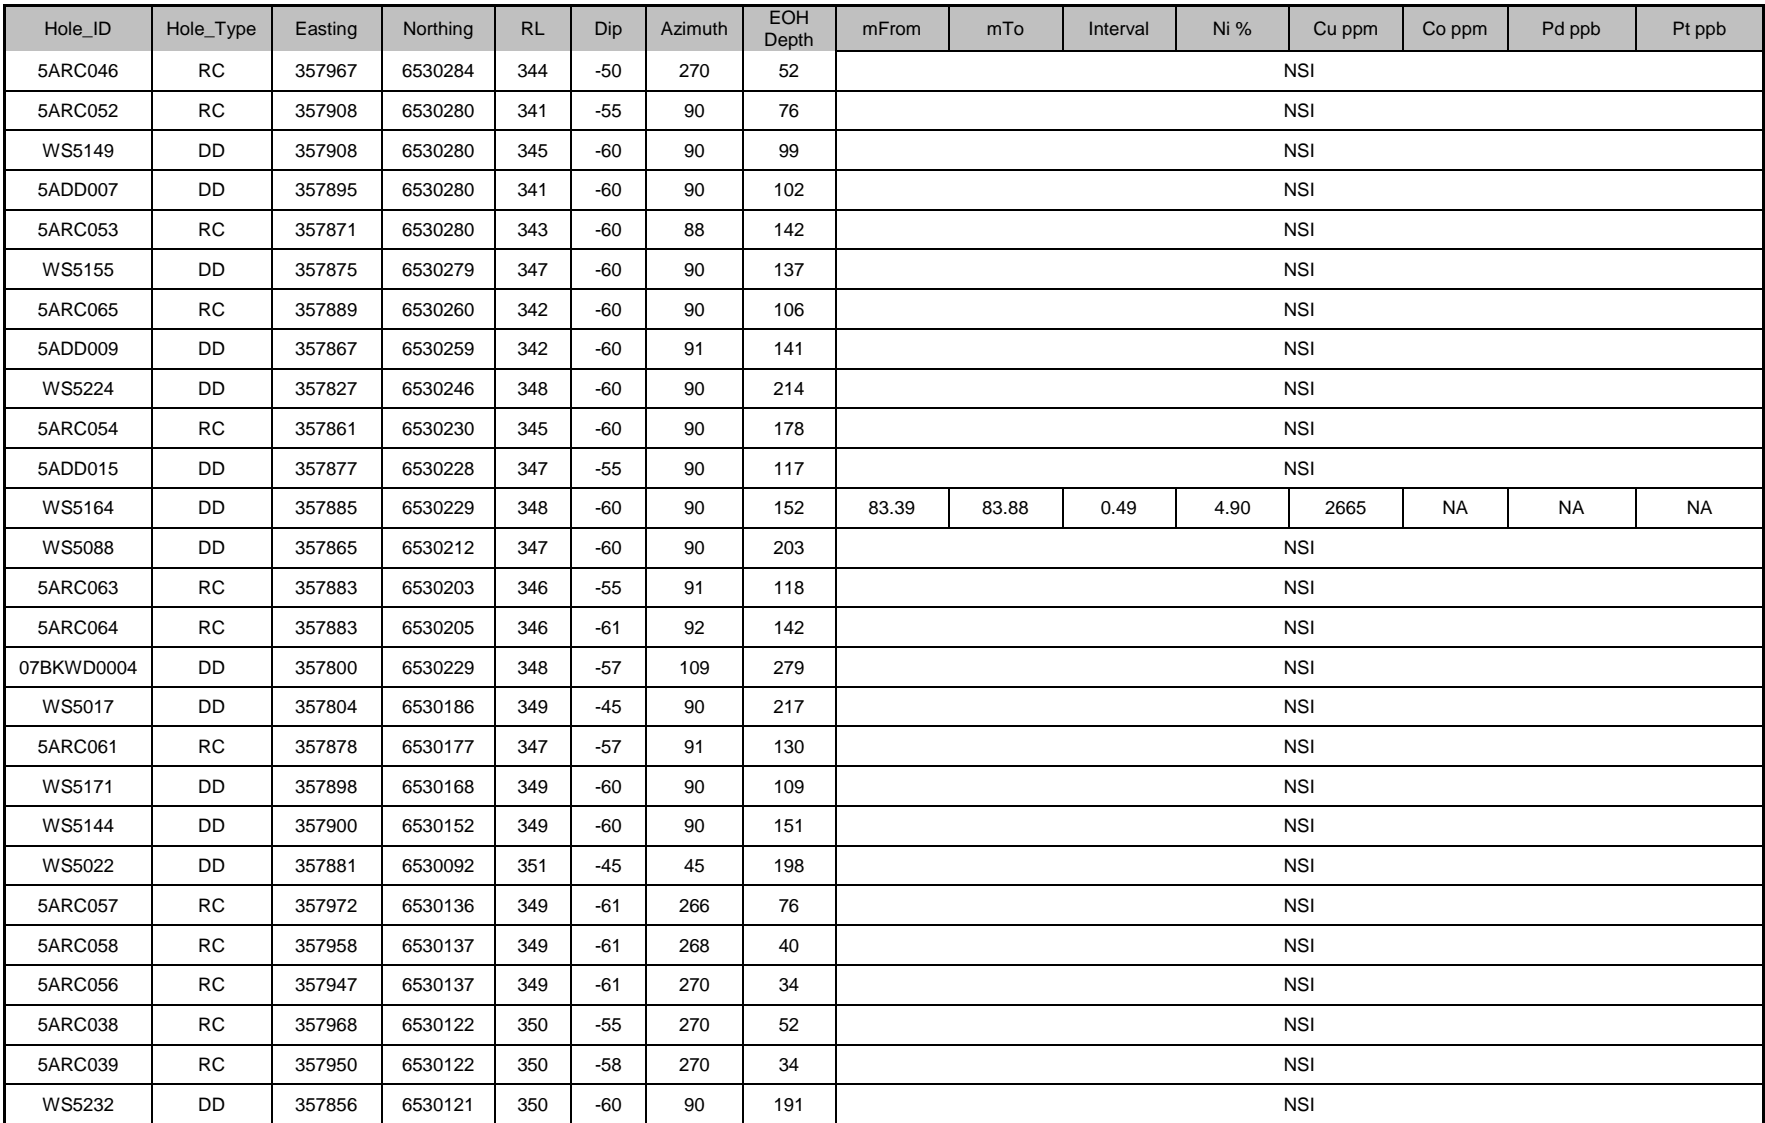 Hole_ID Hole_Type Easting Northing RL Dip Azimuth EOH Depth mFrom mTo Interval Ni % Cu ppm Co ppm Pd ppb Pt ppb
5ARC046 RC 357967 6530284 344 -50 270 52 NSI
5ARC052 RC 357908 6530280 341 -55 90 76 NSI
WS5149 DD 357908 6530280 345 -60 90 99 NSI
5ADD007 DD 357895 6530280 341 -60 90 102 NSI
5ARC053 RC 357871 6530280 343 -60 88 142 NSI
WS5155 DD 357875 6530279 347 -60 90 137 NSI
5ARC065 RC 357889 6530260 342 -60 90 106 NSI
5ADD009 DD 357867 6530259 342 -60 91 141 NSI
WS5224 DD 357827 6530246 348 -60 90 214 NSI
5ARC054 RC 357861 6530230 345 -60 90 178 NSI
5ADD015 DD 357877 6530228 347 -55 90 117 NSI
WS5164 DD 357885 6530229 348 -60 90 152 83.39 83.88 0.49 4.90 2665 NA NA NA
WS5088 DD 357865 6530212 347 -60 90 203 NSI
5ARC063 RC 357883 6530203 346 -55 91 118 NSI
5ARC064 RC 357883 6530205 346 -61 92 142 NSI
07BKWD0004 DD 357800 6530229 348 -57 109 279 NSI
WS5017 DD 357804 6530186 349 -45 90 217 NSI
5ARC061 RC 357878 6530177 347 -57 91 130 NSI
WS5171 DD 357898 6530168 349 -60 90 109 NSI
WS5144 DD 357900 6530152 349 -60 90 151 NSI
WS5022 DD 357881 6530092 351 -45 45 198 NSI
5ARC057 RC 357972 6530136 349 -61 266 76 NSI
5ARC058 RC 357958 6530137 349 -61 268 40 NSI
5ARC056 RC 357947 6530137 349 -61 270 34 NSI
5ARC038 RC 357968 6530122 350 -55 270 52 NSI
5ARC039 RC 357950 6530122 350 -58 270 34 NSI
WS5232 DD 357856 6530121 350 -60 90 191 NSI